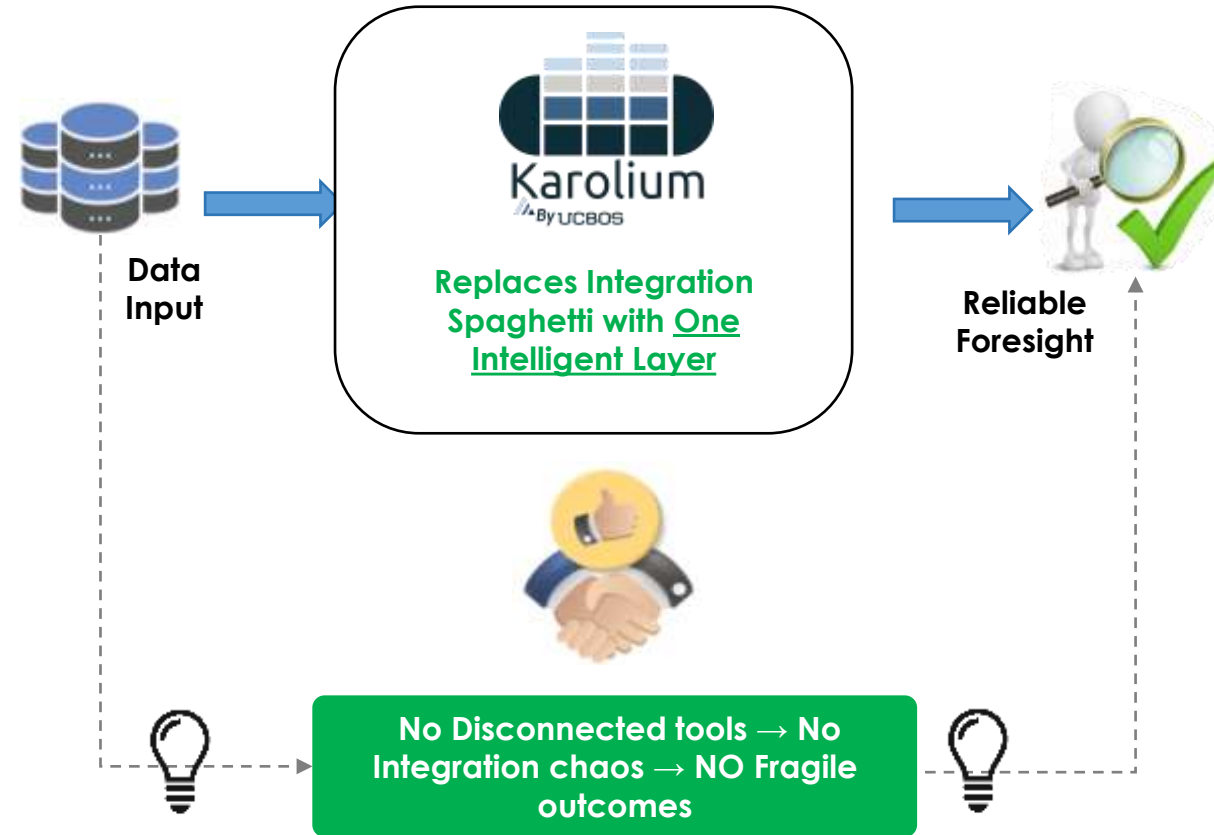 Karolium
By UCBOS
Replaces Integration
Spaghetti with One
Intelligent Layer
Data
Input
Reliable
Foresight
No Disconnected tools → No
Integration chaos → NO Fragile
outcomes